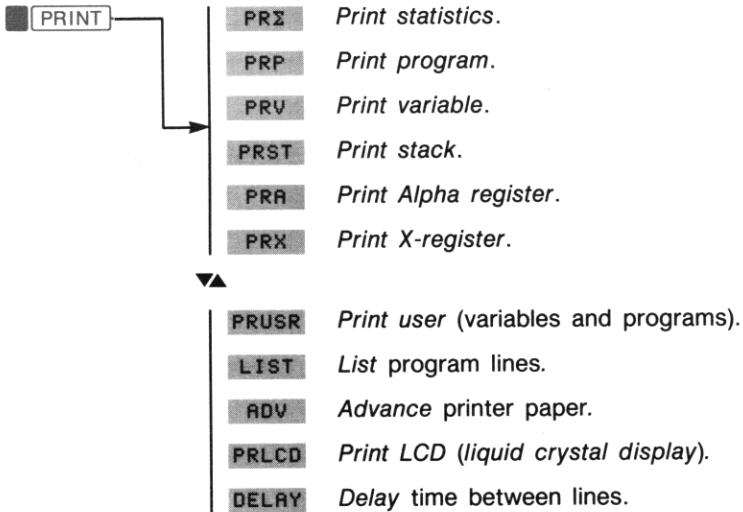 PRINT
PRΣ Print statistics.
PRP Print program.
PRV Print variable.
PRST Print stack.
PRA Print Alpha register.
PRX Print X-register.
▼▲
PRUSR Print user (variables and programs).
LIST List program lines.
ADV Advance printer paper.
PRLCD Print LCD (liquid crystal display).
DELAY Delay time between lines.